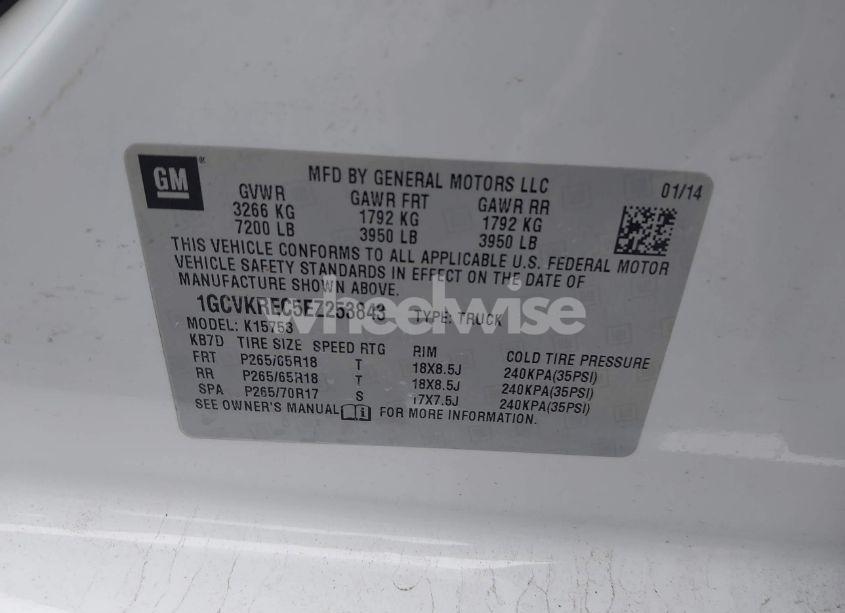 GM ®
MFD BY GENERAL MOTORS LLC
01/14
GVWR GAWR FRT GAWR RR
3266 KG 1792 KG 1792 KG
7200 LB 3950 LB 3950 LB
THIS VEHICLE CONFORMS TO ALL APPLICABLE U.S. FEDERAL MOTOR
VEHICLE SAFETY STANDARDS IN EFFECT ON THE DATE OF
MANUFACTURE SHOWN ABOVE.
1GCVKREC5EZ253843 TYPE: TRUCK
wheelwise
MODEL: K15753
KB7D TIRE SIZE SPEED RTG RIM COLD TIRE PRESSURE
FRT P265/65R18 T 18X8.5J 240KPA(35PSI)
RR P265/65R18 T 18X8.5J 240KPA(35PSI)
SPA P265/70R17 S 17X7.5J 240KPA(35PSI)
SEE OWNER'S MANUAL FOR MORE INFORMATION.